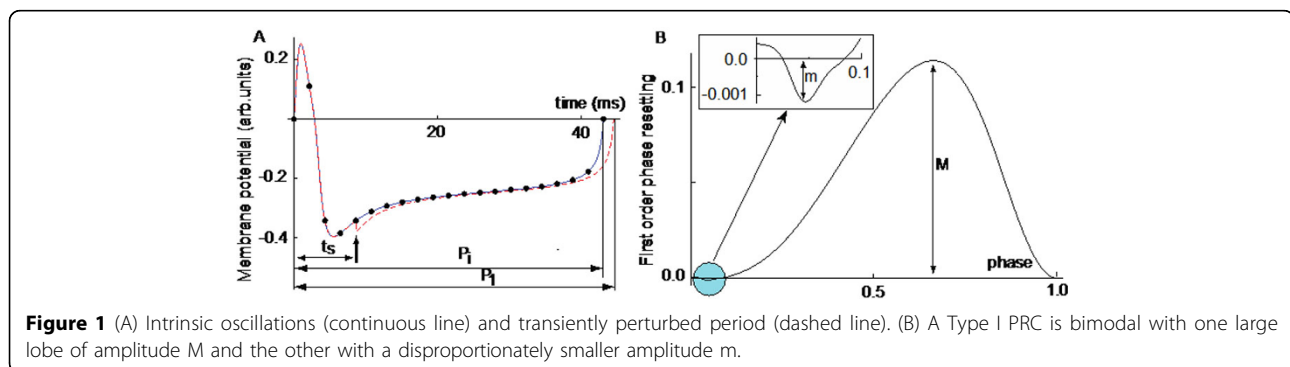 A
0.2
Membrane potential (arb.units)
time (ms)
20
40
-0.2
-0.4
ts
Pi
P1
B
First order phase resetting
0.1
0.0
0.0
-0.001
m
0.1
M
phase
0.5
1.0
Figure 1 (A) Intrinsic oscillations (continuous line) and transiently perturbed period (dashed line). (B) A Type I PRC is bimodal with one large
lobe of amplitude M and the other with a disproportionately smaller amplitude m.